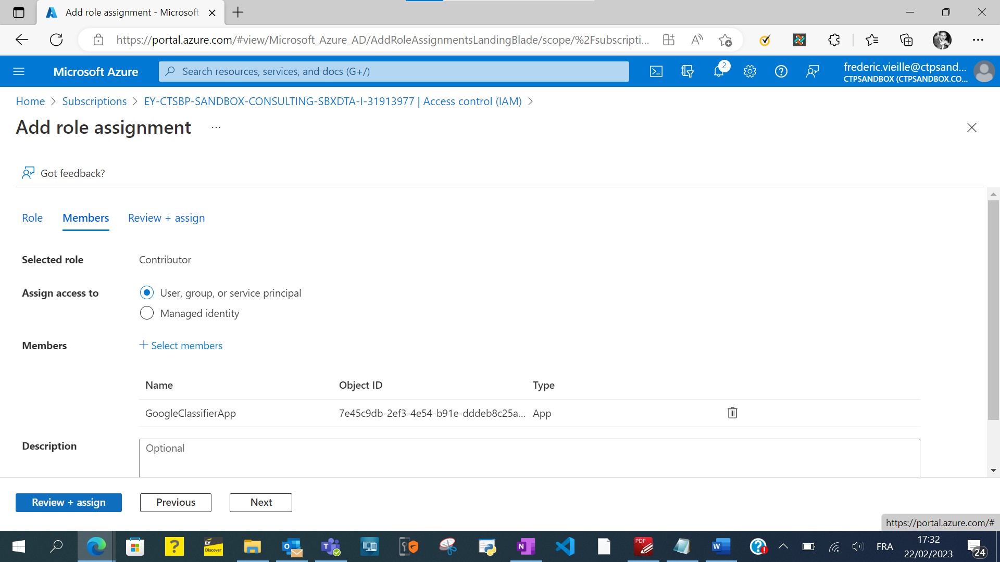 Add role assignment - Microsoft
https://portal.azure.com/#view/Microsoft_Azure_AD/AddRoleAssignmentsLandingBlade/scope/%2Fsubscripti...
Microsoft Azure
Search resources, services, and docs (G+/)
2
frederic.vieille@ctpsand...
CTPSANDBOX (CTPSANDBOX.CO...
Home > Subscriptions > EY-CTSBP-SANDBOX-CONSULTING-SBXDTA-I-31913977 | Access control (IAM) >
Add role assignment ...
Got feedback?
Role Members Review + assign
Selected role Contributor
Assign access to User, group, or service principal
Managed identity
Members + Select members
Name Object ID Type
GoogleClassifierApp 7e45c9db-2ef3-4e54-b91e-dddeb8c25a... App
Description Optional
Review + assign Previous Next
https://portal.azure.com/#
EY
Discover
PDF
FRA
17:32
22/02/2023
24